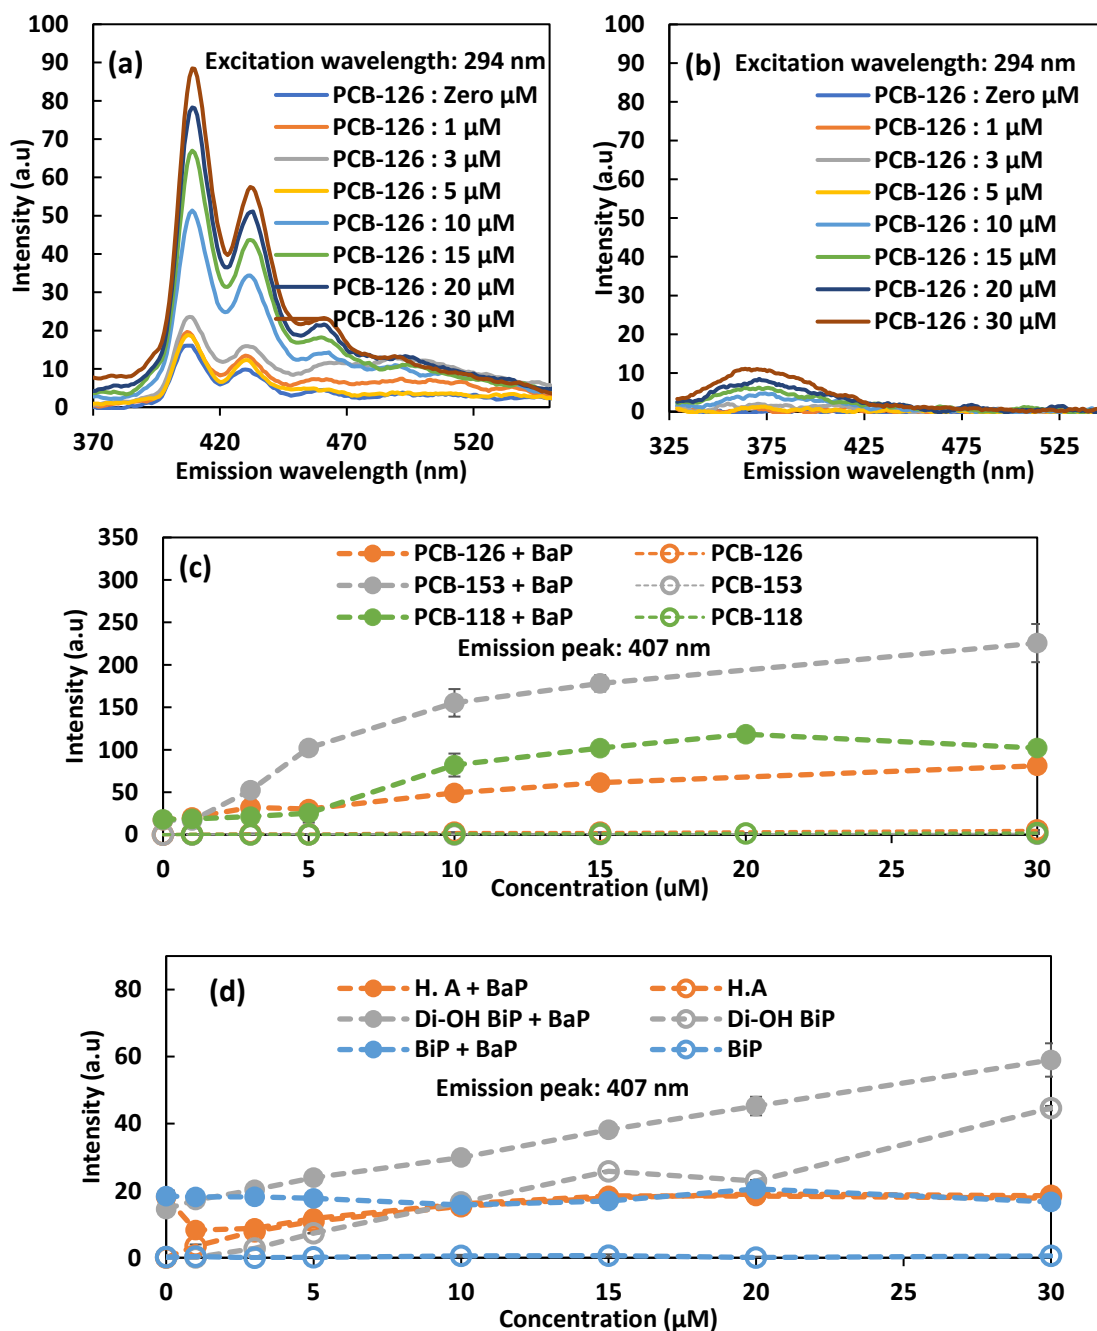 (a)
Excitation wavelength: 294 nm
PCB-126 : Zero µM
PCB-126 : 1 µM
PCB-126 : 3 µM
PCB-126 : 5 µM
PCB-126 : 10 µM
PCB-126 : 15 µM
PCB-126 : 20 µM
PCB-126 : 30 µM
Intensity (a.u)
100
90
80
70
60
50
40
30
20
10
0
370 420 470 520
Emission wavelength (nm)
(b)
Excitation wavelength: 294 nm
PCB-126 : Zero µM
PCB-126 : 1 µM
PCB-126 : 3 µM
PCB-126 : 5 µM
PCB-126 : 10 µM
PCB-126 : 15 µM
PCB-126 : 20 µM
PCB-126 : 30 µM
Intensity (a.u)
100
90
80
70
60
50
40
30
20
10
0
325 375 425 475 525
Emission wavelength (nm)
(c)
PCB-126 + BaP PCB-126
PCB-153 + BaP PCB-153
PCB-118 + BaP PCB-118
Emission peak: 407 nm
Intensity (a.u)
350
300
250
200
150
100
50
0
0 5 10 15 20 25 30
Concentration (uM)
(d)
H. A + BaP H.A
Di-OH BiP + BaP Di-OH BiP
BiP + BaP BiP
Emission peak: 407 nm
Intensity (a.u)
80
60
40
20
0
0 5 10 15 20 25 30
Concentration (µM)